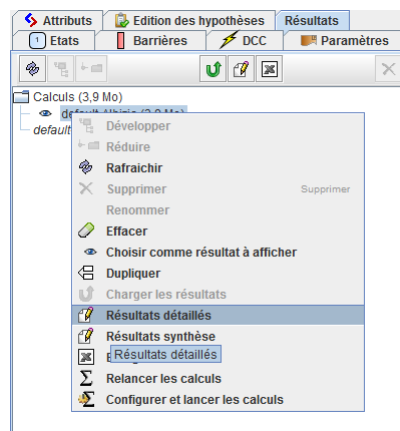 Attributs Edition des hypothèses Résultats
1 Etats Barrières DCC Paramètres
Calculs (3,9 Mo)
default
Développer
Réduire
Rafraichir
Supprimer Supprimer
Renommer
Effacer
Choisir comme résultat à afficher
Dupliquer
Charger les résultats
Résultats détaillés
Résultats synthèse
Résultats détaillés
Relancer les calculs
Configurer et lancer les calculs